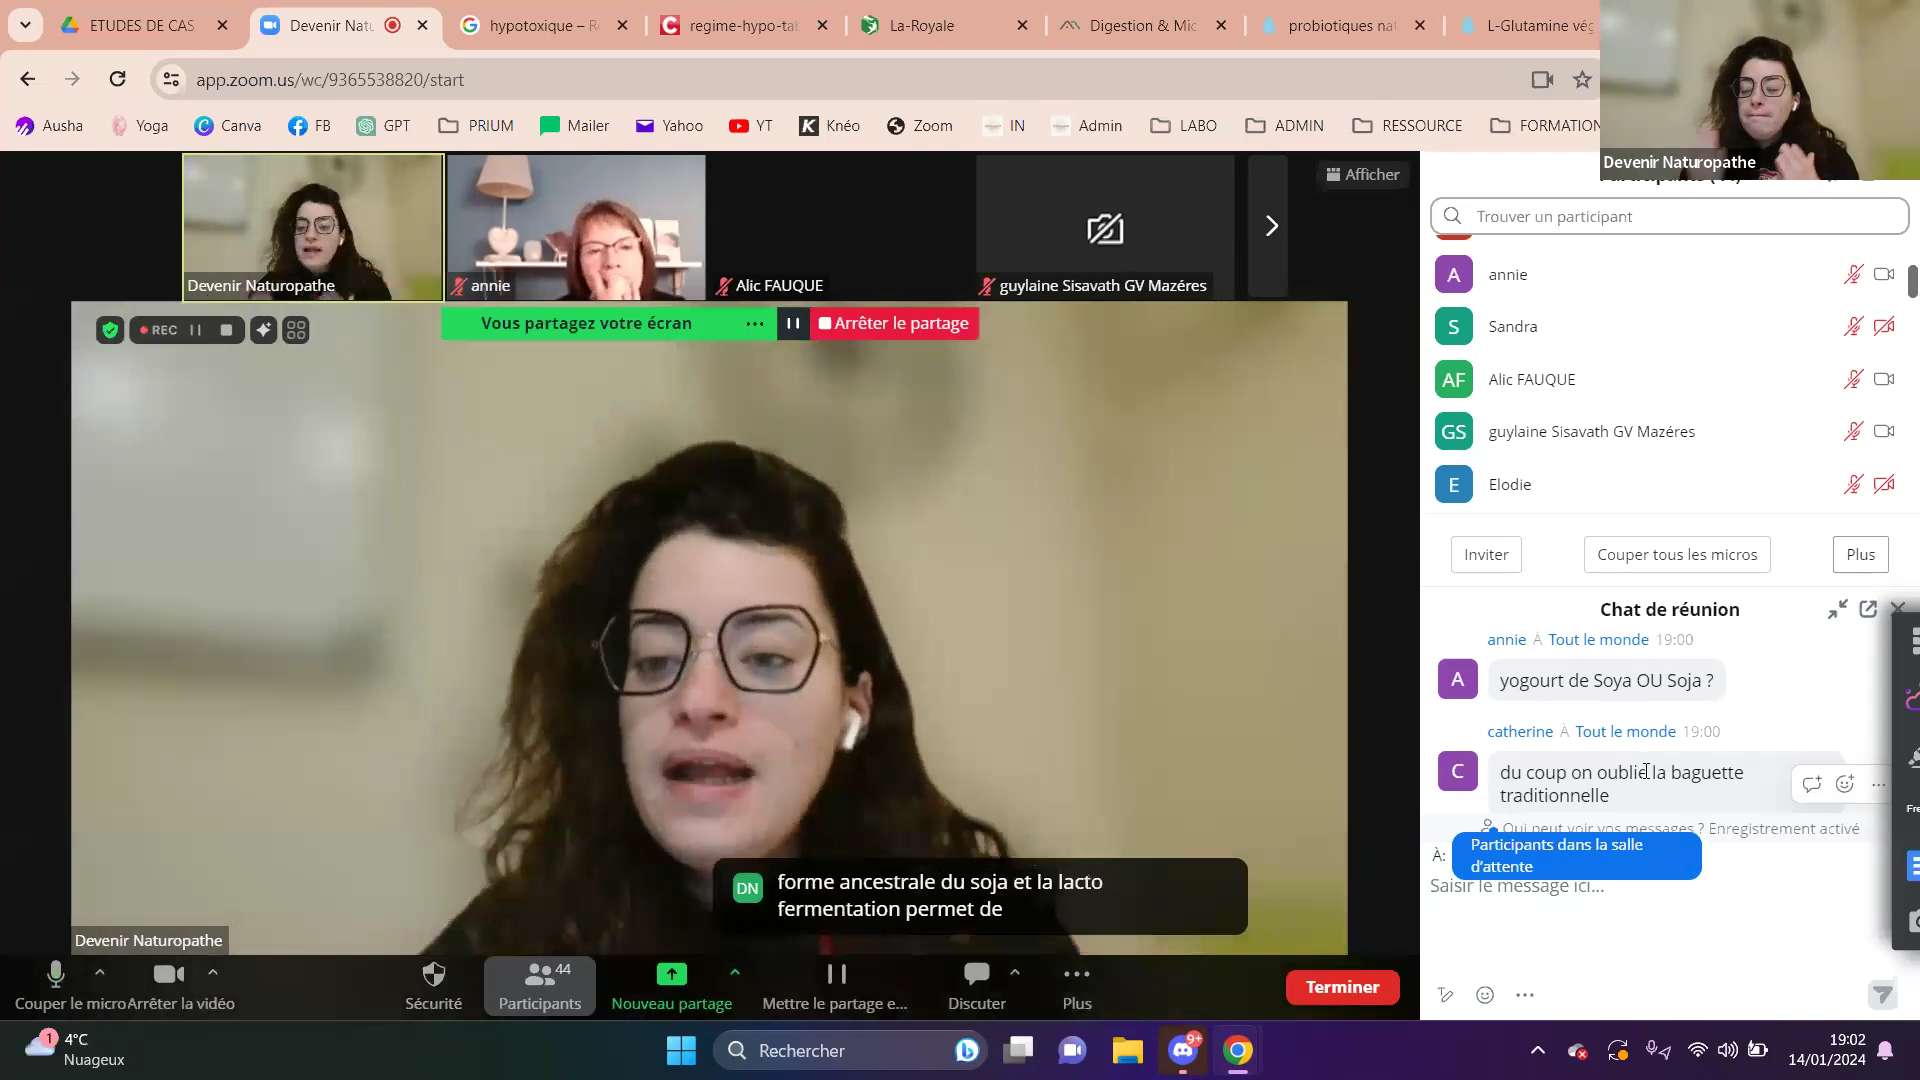 ETUDES DE CAS
Devenir Natu
hypotoxique – R
regime-hypo-tab
La-Royale
Digestion & Mic
probiotiques nat
L-Glutamine vég
app.zoom.us/wc/9365538820/start
Ausha
Yoga
Canva
FB
GPT
PRIUM
Mailer
Yahoo
YT
Knéo
Zoom
IN
Admin
LABO
ADMIN
RESSOURCE
FORMATION
Devenir Naturopathe
Devenir Naturopathe
annie
Alic FAUQUE
guylaine Sisavath GV Mazéres
Afficher
REC
Vous partagez votre écran
Arrêter le partage
Trouver un participant
A annie
S Sandra
AF Alic FAUQUE
GS guylaine Sisavath GV Mazéres
E Elodie
Inviter
Couper tous les micros
Plus
Chat de réunion
annie À Tout le monde 19:00
A yogourt de Soya OU Soja ?
catherine À Tout le monde 19:00
C du coup on oublie la baguette
traditionnelle
Qui peut voir vos messages ? Enregistrement activé
À: Participants dans la salle
d'attente
Saisir le message ici...
DN forme ancestrale du soja et la lacto
fermentation permet de
Devenir Naturopathe
Couper le micro
Arrêter la vidéo
Sécurité
44
Participants
Nouveau partage
Mettre le partage e...
Discuter
Plus
Terminer
1
4°C
Nuageux
Rechercher
9+
19:02
14/01/2024